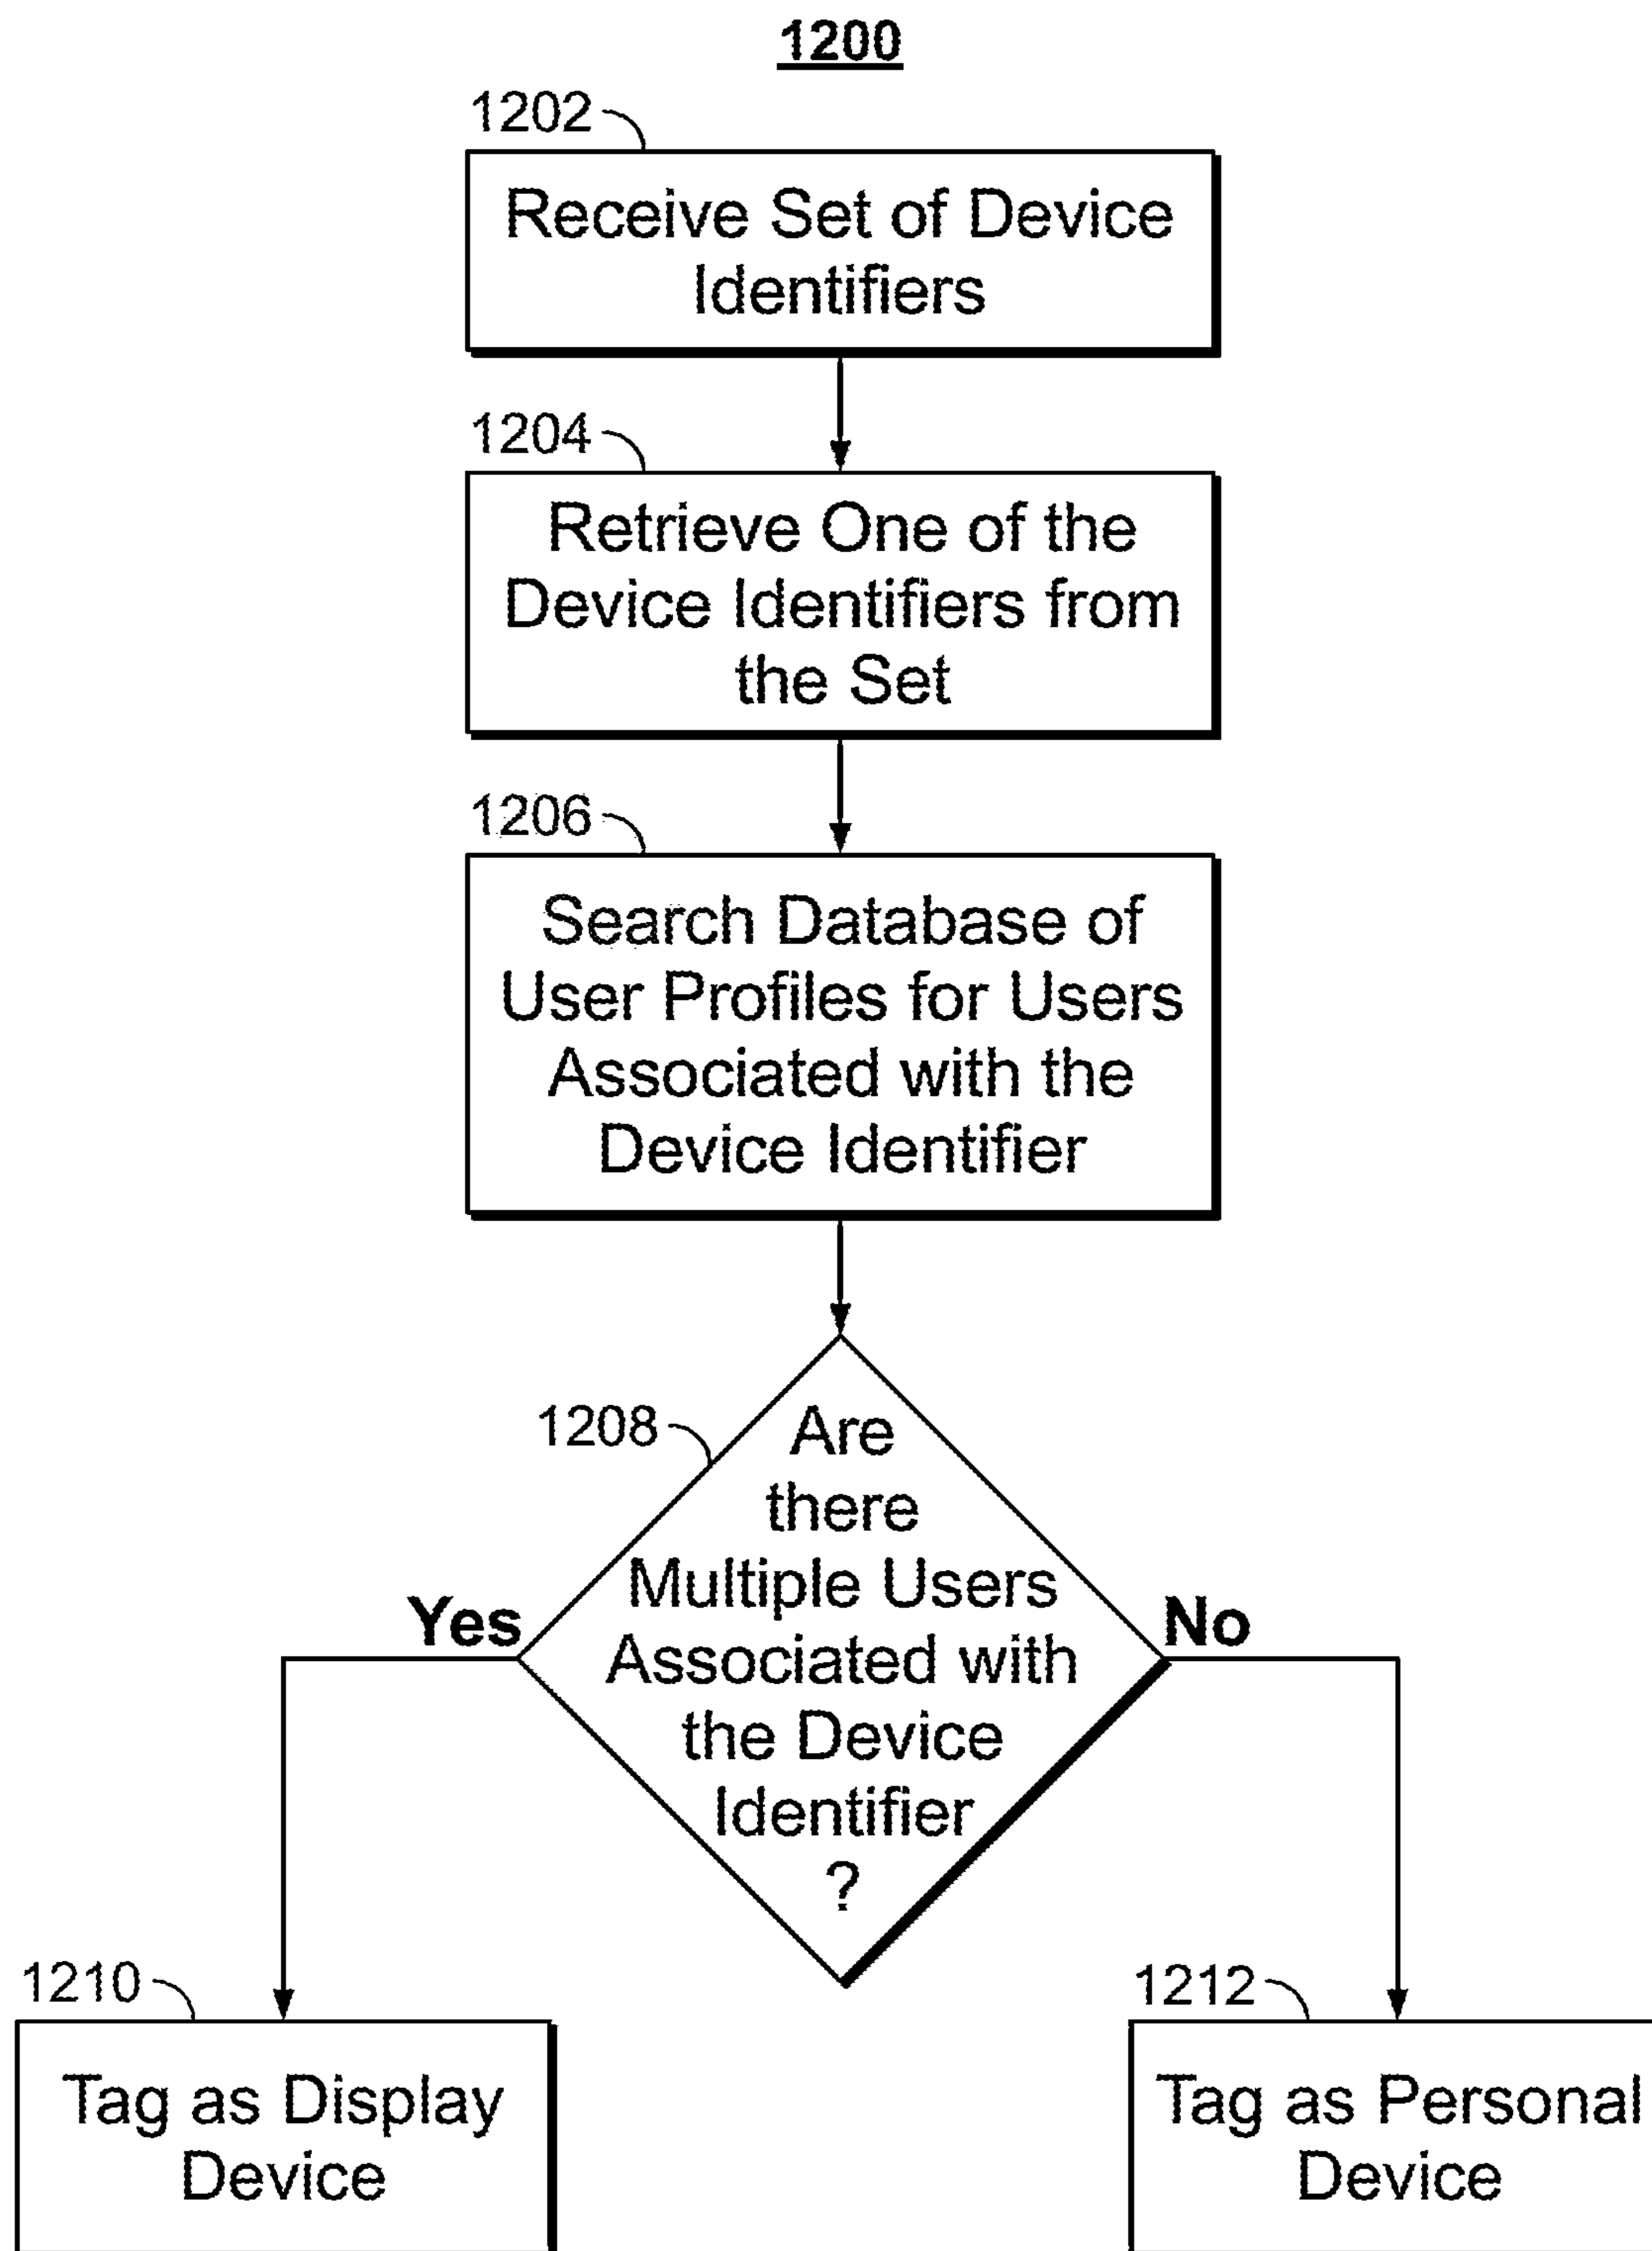 1200
1202
Receive Set of Device
Identifiers
1204
Retrieve One of the
Device Identifiers from
the Set
1206
Search Database of
User Profiles for Users
Associated with the
Device Identifier
1208
Are
there
Multiple Users
Associated with
the Device
Identifier
?
Yes
No
1210
Tag as Display
Device
1212
Tag as Personal
Device